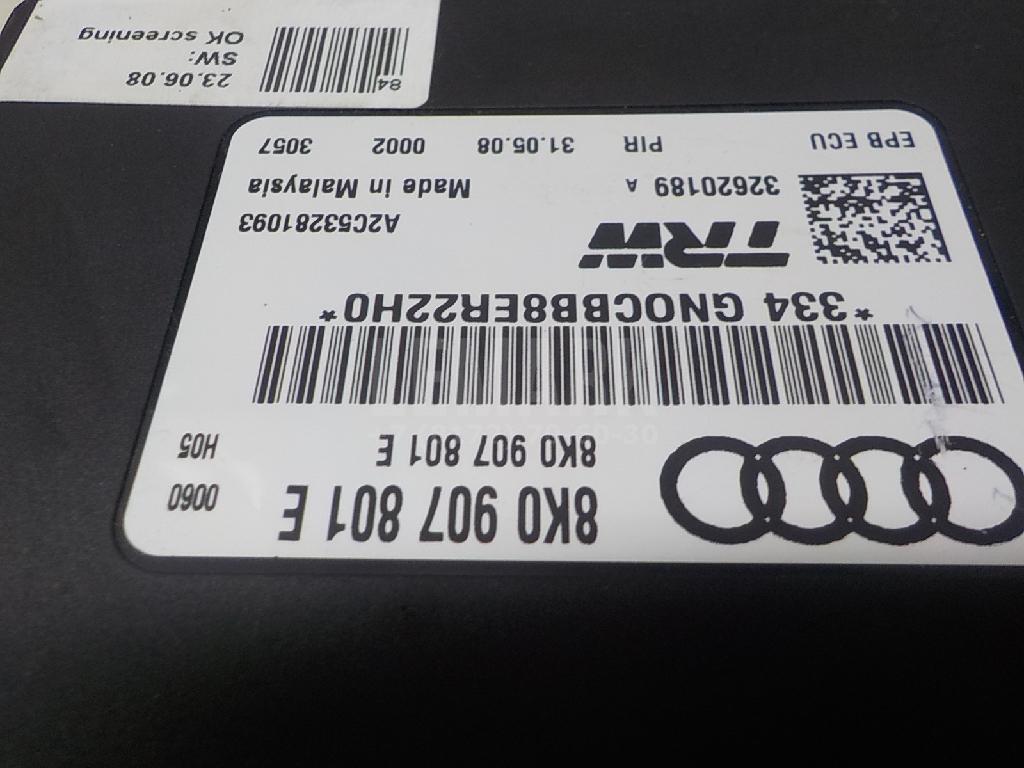 8K0 907 801 E 0060
8K0 907 801 E H05
*334 GNOCBB8ER22H0*
TRW
A2C53281093
32620189 A Made in Malaysia
EPB ECU PIR 31.05.08 0002 3057
84
23.06.08
SW:
OK screening